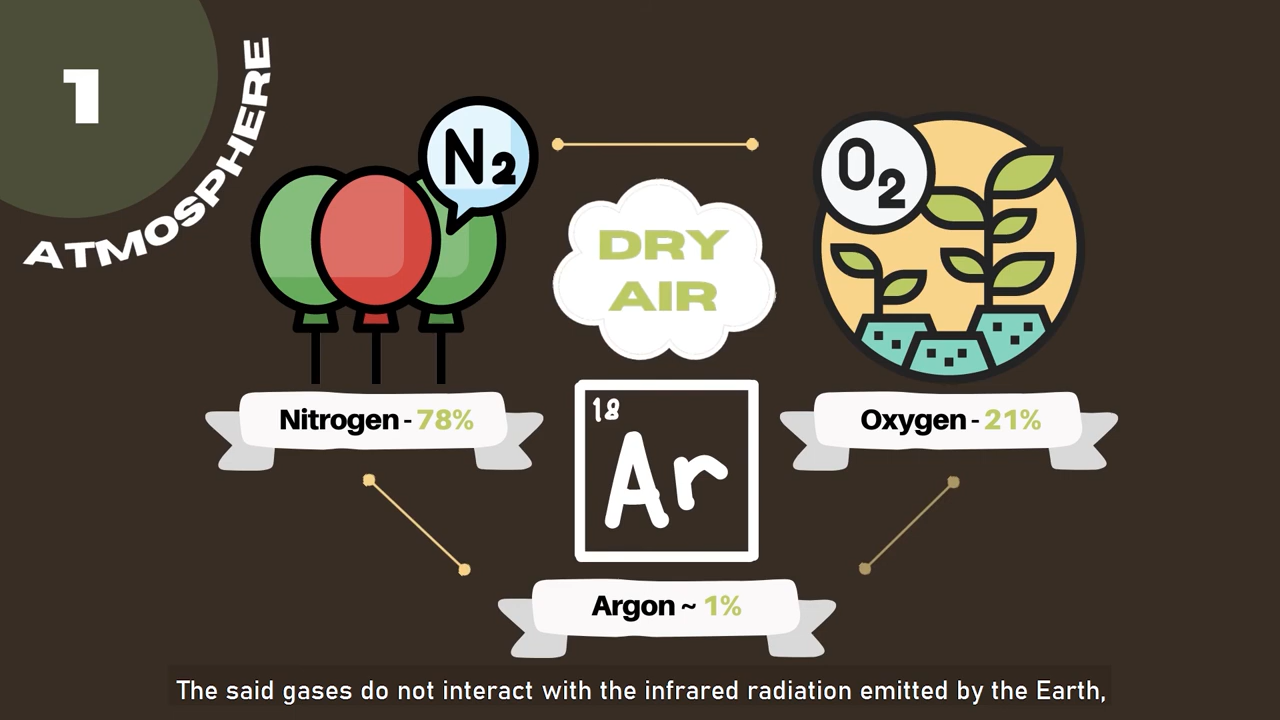 1
ATMOSPHERE
N2
O2
DRY
AIR
Nitrogen - 78%
Oxygen - 21%
18
Ar
Argon ~ 1%
The said gases do not interact with the infrared radiation emitted by the Earth,